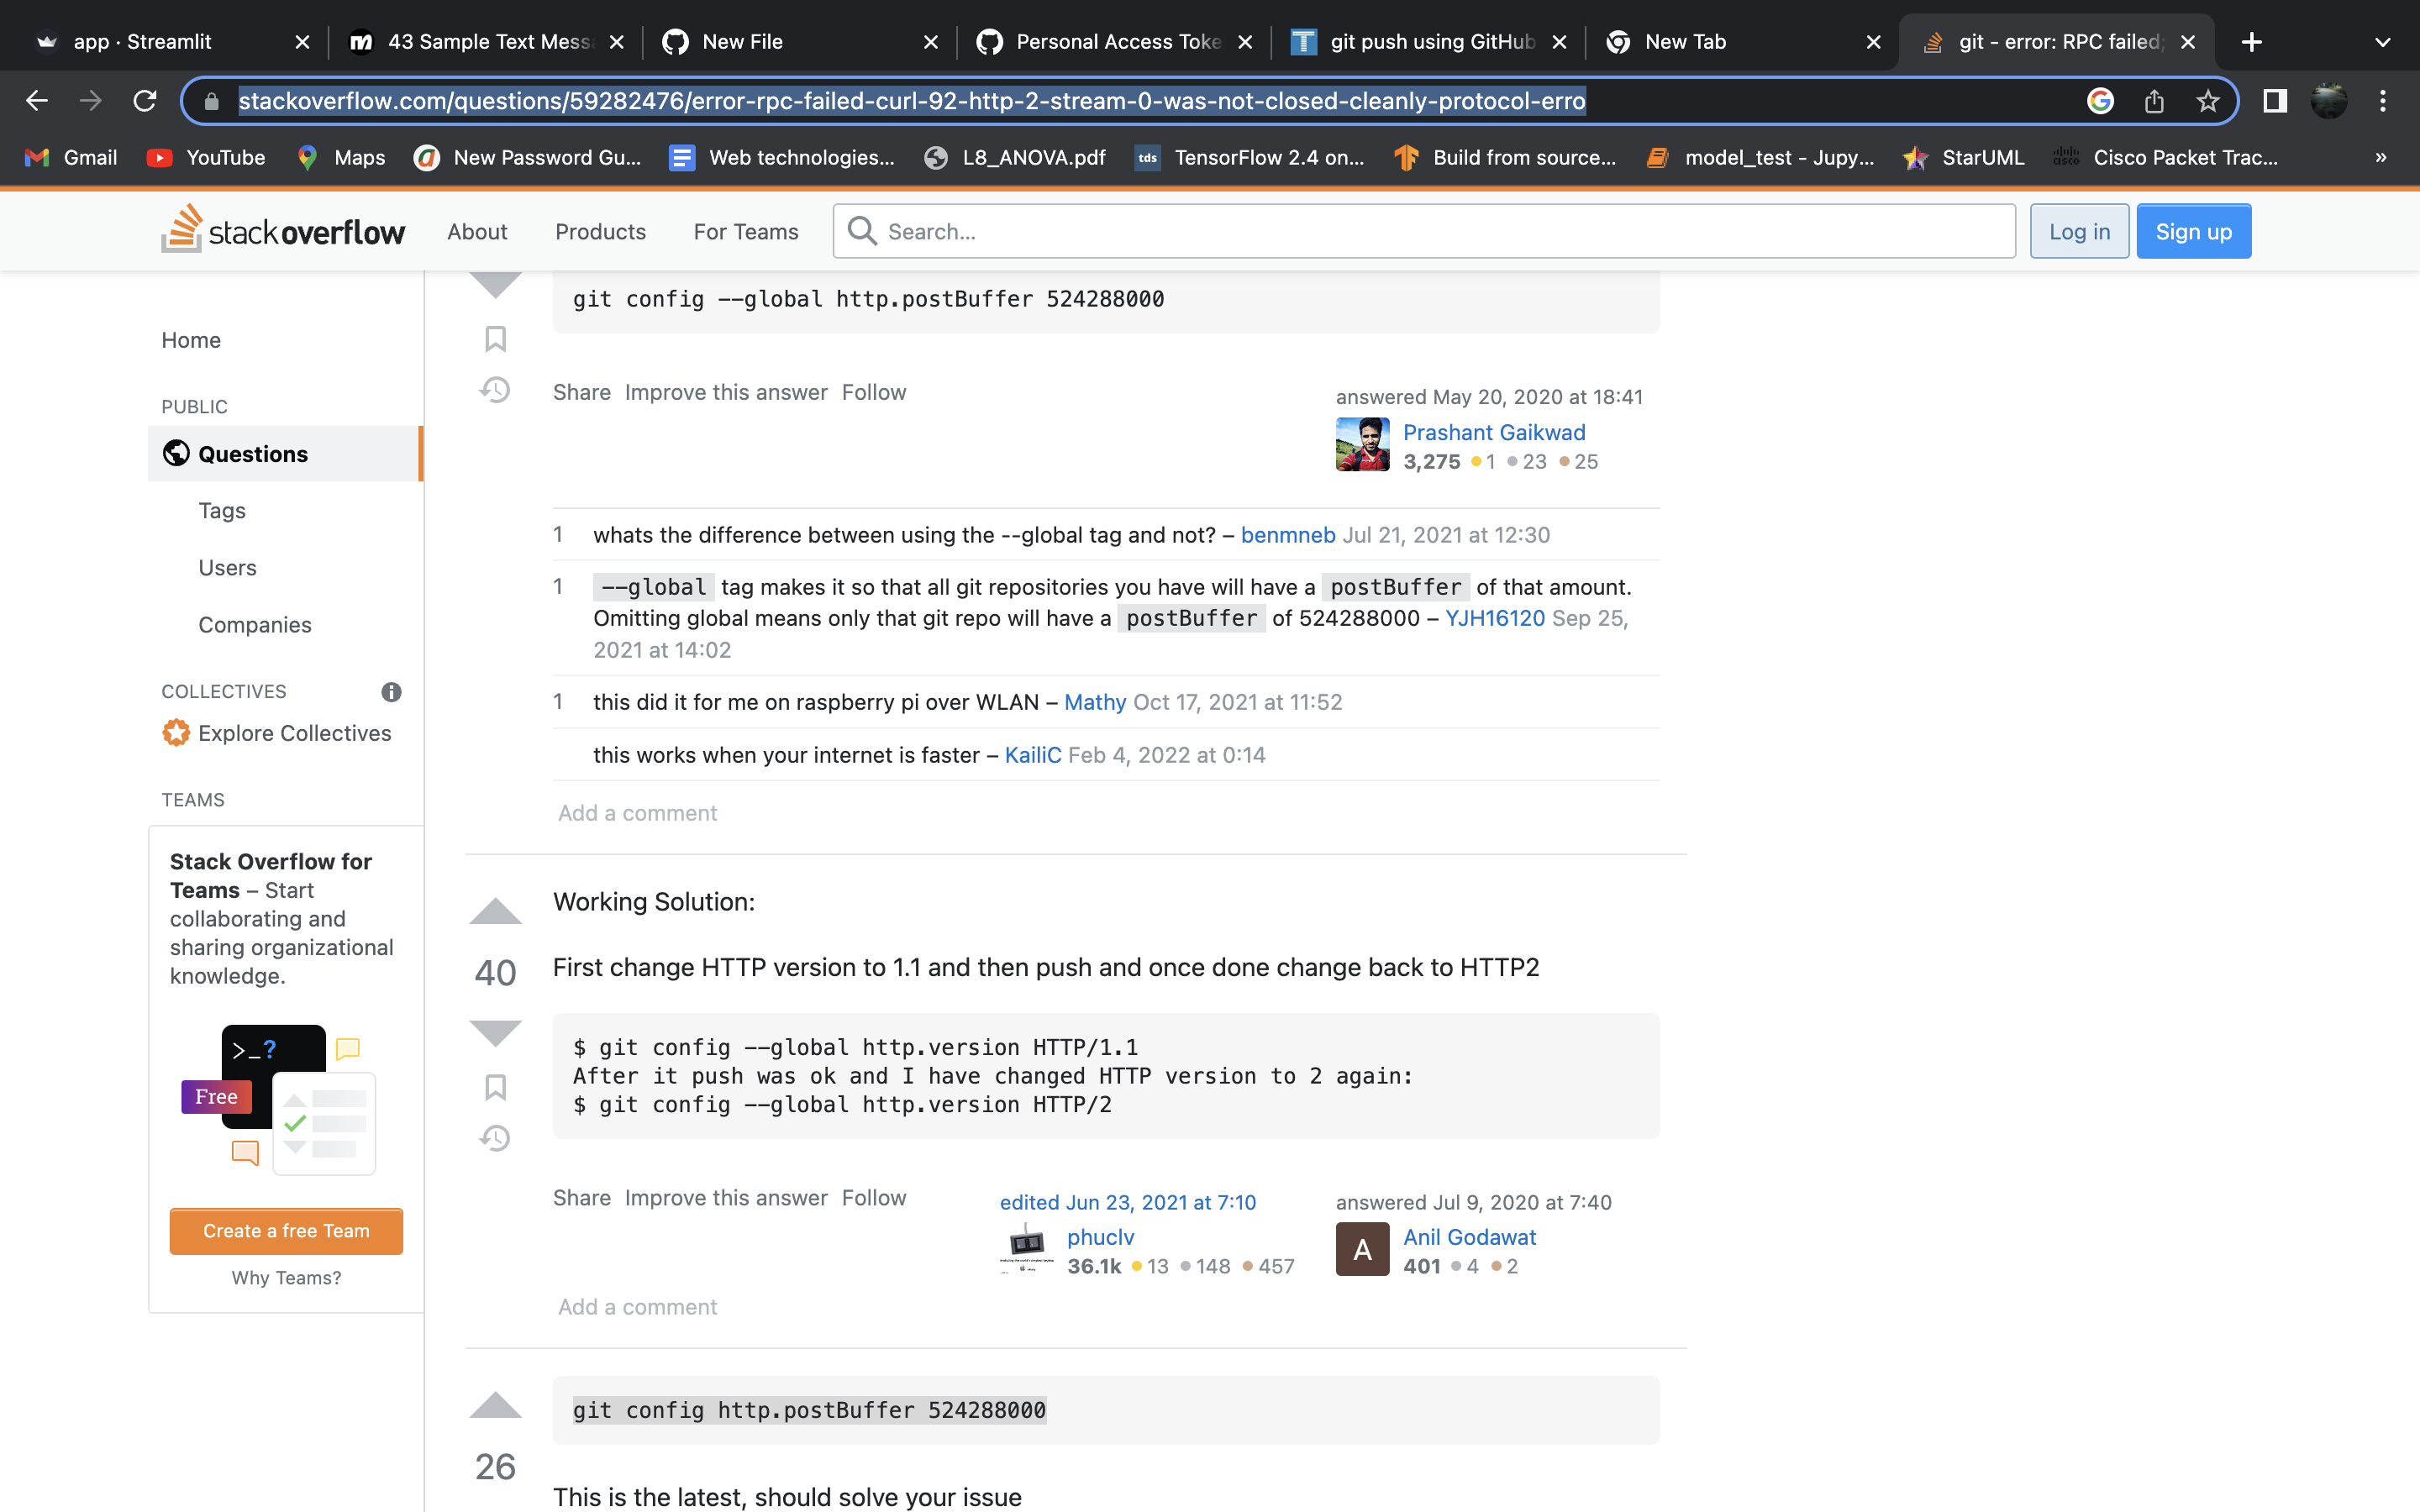 app · Streamlit
43 Sample Text Mess
New File
Personal Access Toke
git push using GitHub
New Tab
git - error: RPC failed;
stackoverflow.com/questions/59282476/error-rpc-failed-curl-92-http-2-stream-0-was-not-closed-cleanly-protocol-erro
Gmail
YouTube
Maps
New Password Gu...
Web technologies...
L8_ANOVA.pdf
tds
TensorFlow 2.4 on...
Build from source...
model_test - Jupy...
StarUML
cisco
Cisco Packet Trac...
»
stack overflow
About
Products
For Teams
Search...
Log in
Sign up
Home
PUBLIC
Questions
Tags
Users
Companies
COLLECTIVES
Explore Collectives
TEAMS
Stack Overflow for
Teams – Start
collaborating and
sharing organizational
knowledge.
>_?
Free
Create a free Team
Why Teams?
git config --global http.postBuffer 524288000
Share Improve this answer Follow
answered May 20, 2020 at 18:41
Prashant Gaikwad
3,275 1 23 25
1 whats the difference between using the --global tag and not? – benmneb Jul 21, 2021 at 12:30
1 --global tag makes it so that all git repositories you have will have a postBuffer of that amount.
Omitting global means only that git repo will have a postBuffer of 524288000 – YJH16120 Sep 25,
2021 at 14:02
1 this did it for me on raspberry pi over WLAN – Mathy Oct 17, 2021 at 11:52
this works when your internet is faster – KailiC Feb 4, 2022 at 0:14
Add a comment
Working Solution:
40
First change HTTP version to 1.1 and then push and once done change back to HTTP2
$ git config --global http.version HTTP/1.1
After it push was ok and I have changed HTTP version to 2 again:
$ git config --global http.version HTTP/2
Share Improve this answer Follow
edited Jun 23, 2021 at 7:10
phuclv
36.1k 13 148 457
answered Jul 9, 2020 at 7:40
A
Anil Godawat
401 4 2
Add a comment
git config http.postBuffer 524288000
26
This is the latest, should solve your issue